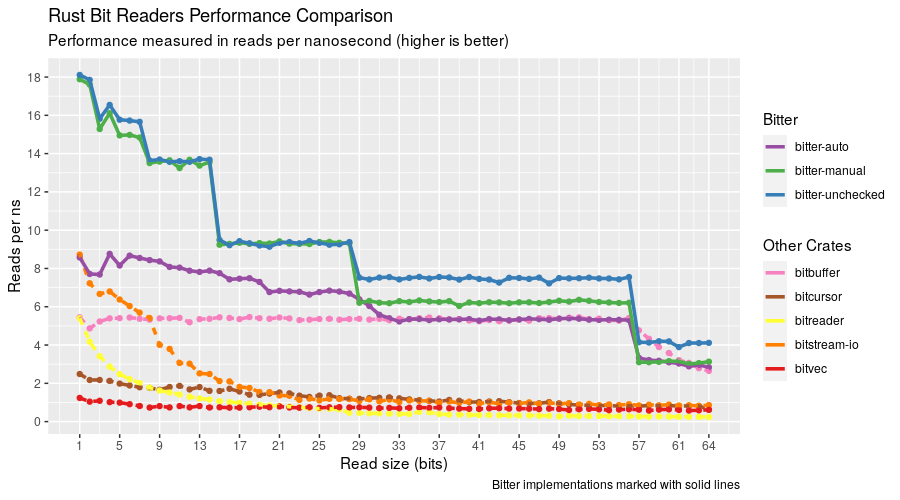 Rust Bit Readers Performance Comparison
Performance measured in reads per nanosecond (higher is better)
Reads per ns
18
16
14
12
10
8
6
4
2
0
1 5 9 13 17 21 25 29 33 37 41 45 49 53 57 61 64
Read size (bits)
Bitter
bitter-auto
bitter-manual
bitter-unchecked
Other Crates
bitbuffer
bitcursor
bitreader
bitstream-io
bitvec
Bitter implementations marked with solid lines